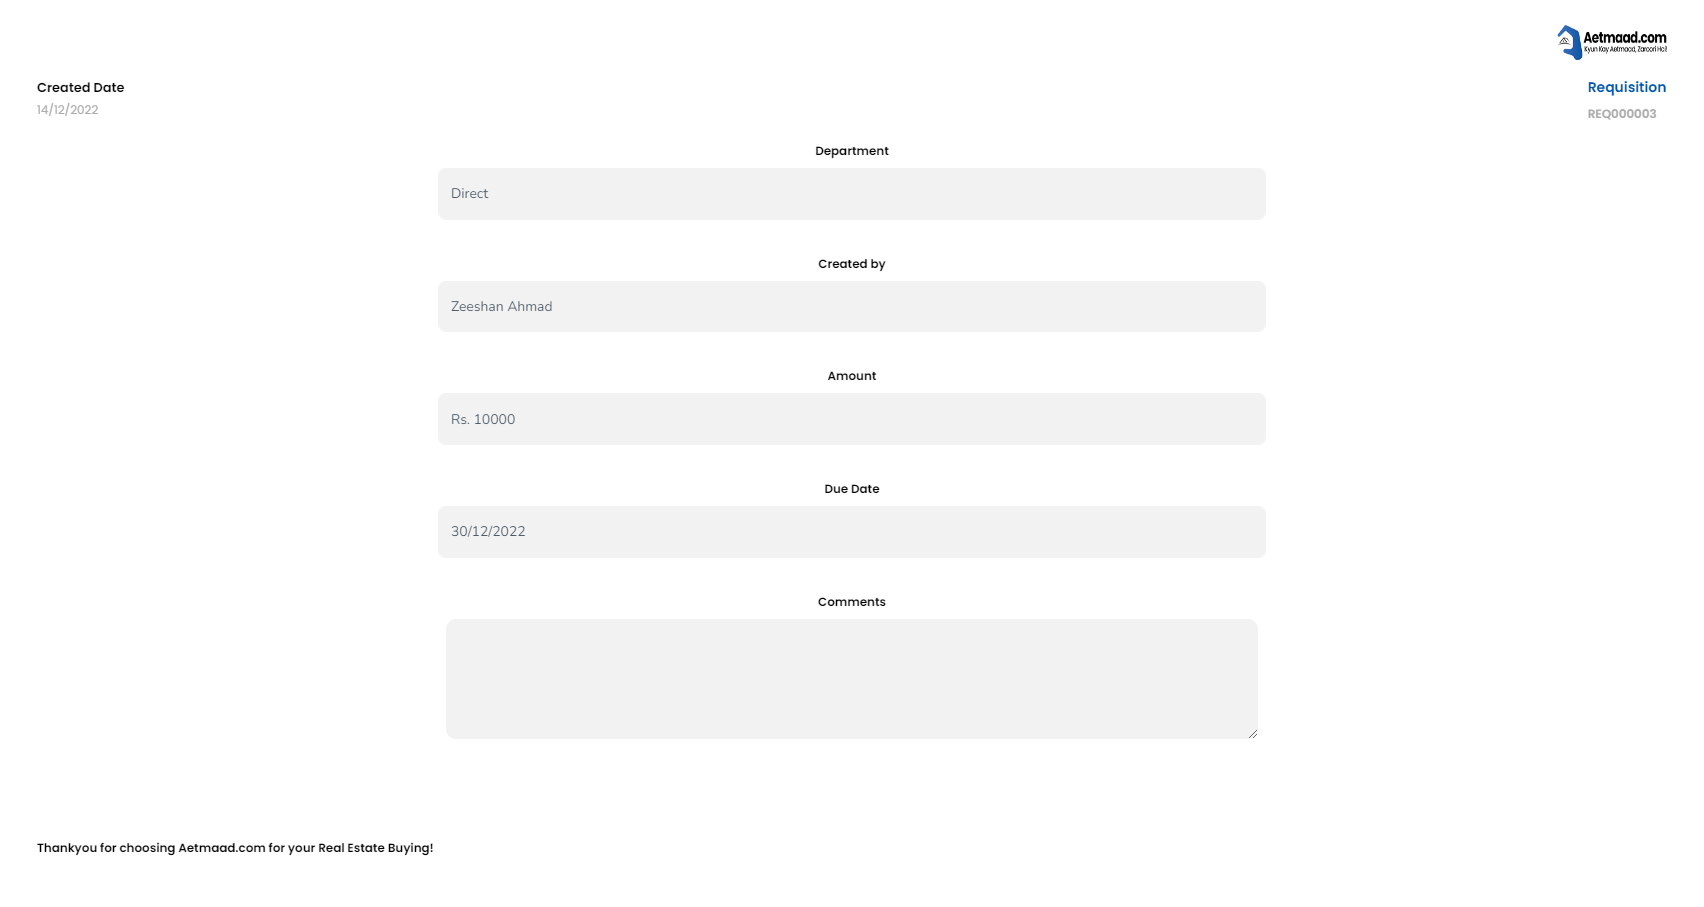 Aetmaad.com
Kyun Kay Aetmaad, Zaroori Hai!
Created Date
14/12/2022
Requisition
REQ000003
Department
Direct
Created by
Zeeshan Ahmad
Amount
Rs. 10000
Due Date
30/12/2022
Comments
Thankyou for choosing Aetmaad.com for your Real Estate Buying!